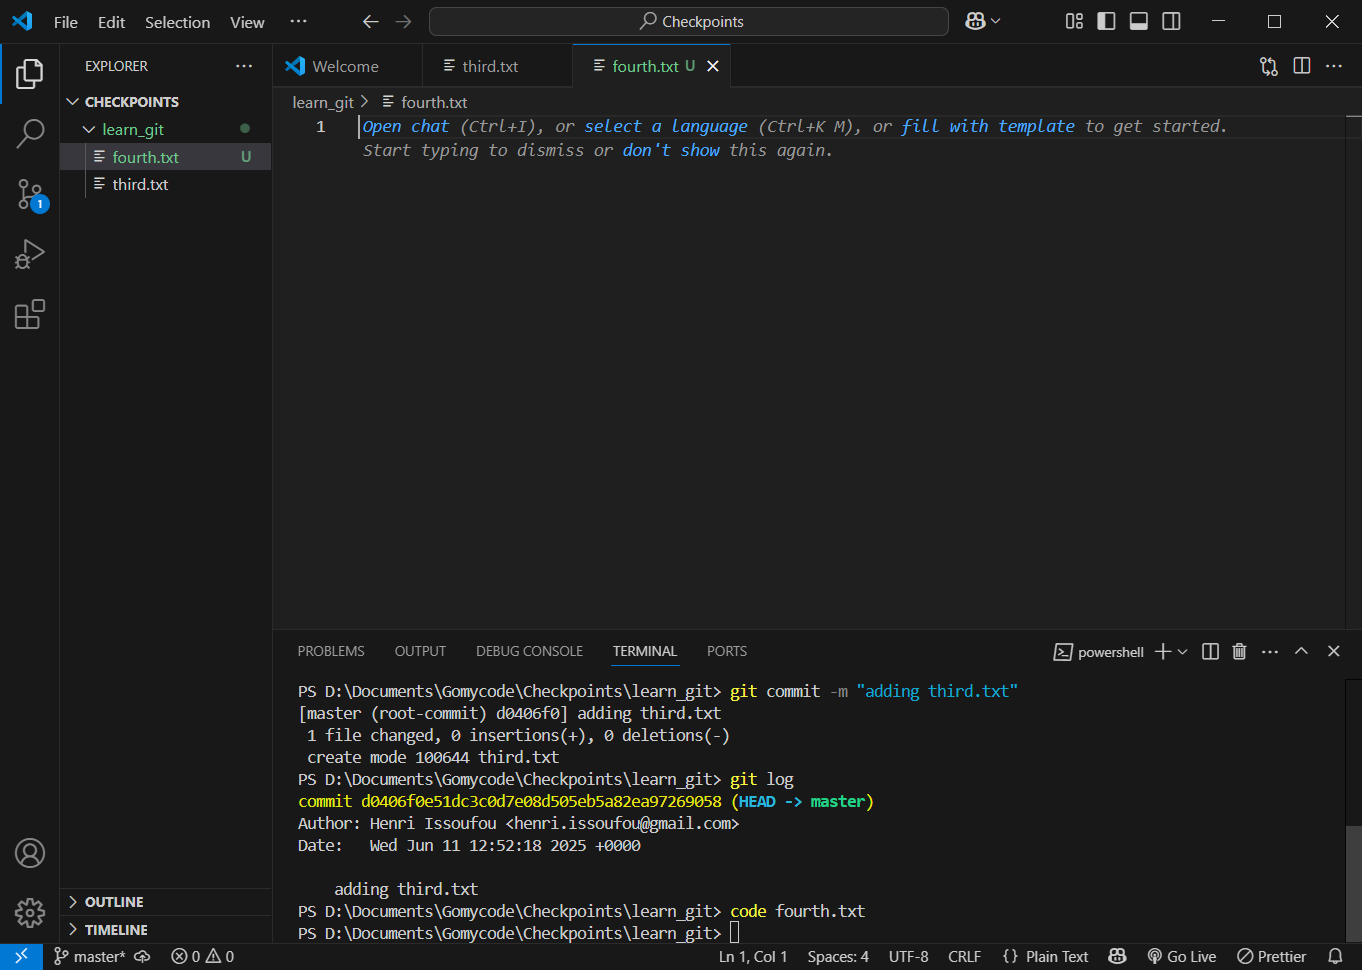 File Edit Selection View ··· Checkpoints
EXPLORER ···
CHECKPOINTS
learn_git
fourth.txt U
third.txt
1
Welcome
third.txt
fourth.txt U
learn_git > fourth.txt
1 Open chat (Ctrl+I), or select a language (Ctrl+K M), or fill with template to get started.
Start typing to dismiss or don't show this again.
PROBLEMS OUTPUT DEBUG CONSOLE TERMINAL PORTS powershell
PS D:\Documents\Gomycode\Checkpoints\learn_git> git commit -m "adding third.txt"
[master (root-commit) d0406f0] adding third.txt
1 file changed, 0 insertions(+), 0 deletions(-)
create mode 100644 third.txt
PS D:\Documents\Gomycode\Checkpoints\learn_git> git log
commit d0406f0e51dc3c0d7e08d505eb5a82ea97269058 (HEAD -> master)
Author: Henri Issoufou <henri.issoufou@gmail.com>
Date:   Wed Jun 11 12:52:18 2025 +0000
adding third.txt
PS D:\Documents\Gomycode\Checkpoints\learn_git> code fourth.txt
PS D:\Documents\Gomycode\Checkpoints\learn_git>
OUTLINE
TIMELINE
master* 0 0 Ln 1, Col 1 Spaces: 4 UTF-8 CRLF {} Plain Text Go Live Prettier